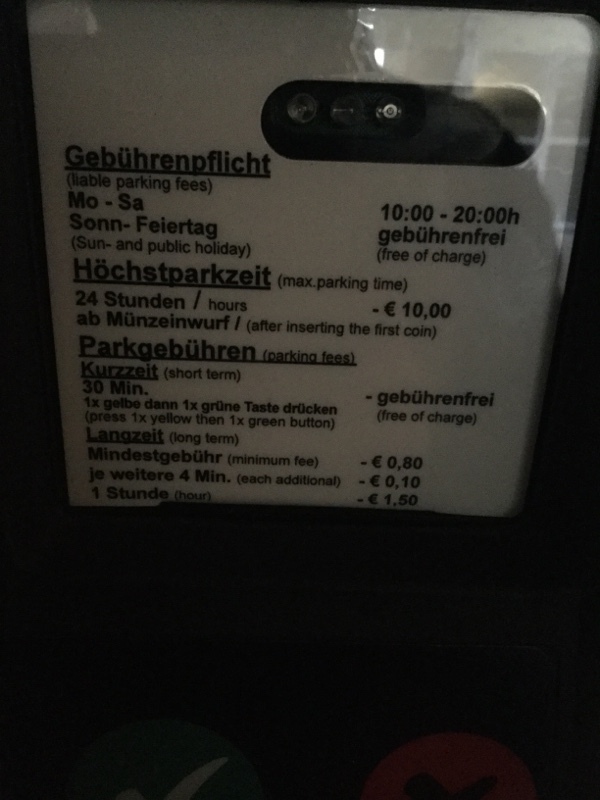 Gebührenpflicht
(liable parking fees)
Mo - Sa 10:00 - 20:00h
Sonn- Feiertag gebührenfrei
(Sun- and public holiday) (free of charge)
Höchstparkzeit (max.parking time)
24 Stunden / hours - € 10,00
ab Münzeinwurf / (after inserting the first coin)
Parkgebühren (parking fees)
Kurzzeit (short term)
30 Min. - gebührenfrei
1x gelbe dann 1x grüne Taste drücken
(press 1x yellow then 1x green button) (free of charge)
Langzeit (long term)
Mindestgebühr (minimum fee) - € 0,80
je weitere 4 Min. (each additional) - € 0,10
1 Stunde (hour) - € 1,50